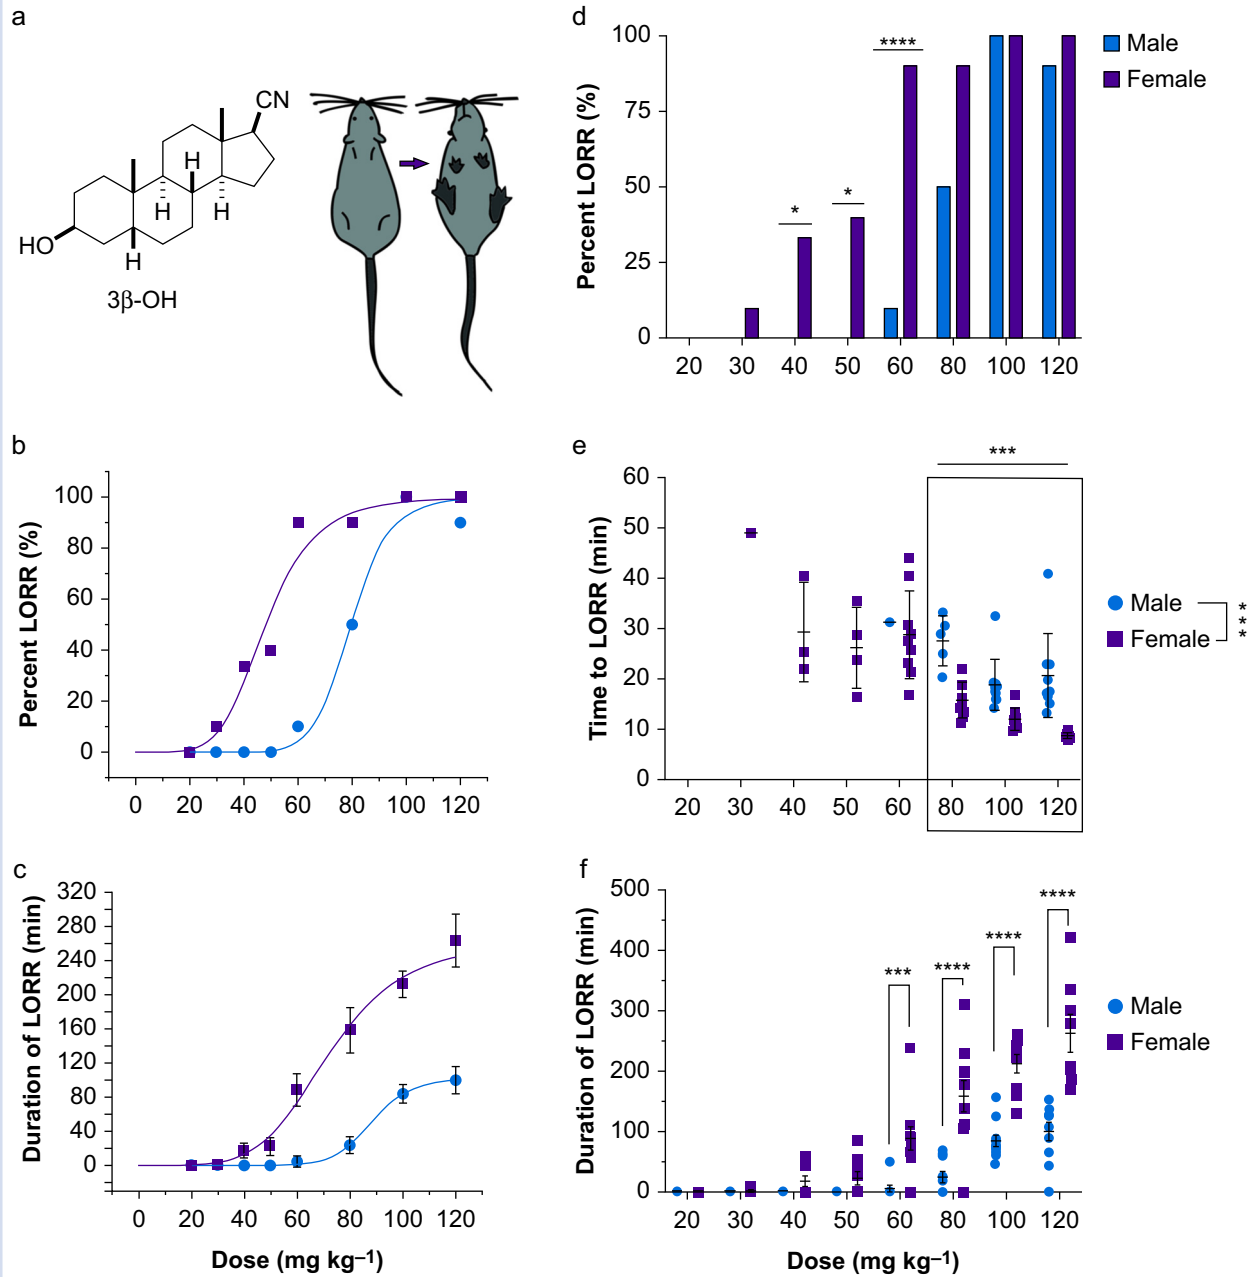 a
CN
H
H
H
HO
H
3β-OH
d
****
*
*
Percent LORR (%)
100
75
50
25
0
20 30 40 50 60 80 100 120
Male
Female
b
Percent LORR (%)
100
80
60
40
20
0
0 20 40 60 80 100 120
e
***
Time to LORR (min)
60
50
40
30
20
10
0
20 30 40 50 60 80 100 120
Male
Female
***
c
Duration of LORR (min)
320
280
240
200
160
120
80
40
0
0 20 40 60 80 100 120
Dose (mg kg–1)
f
Duration of LORR (min)
500
400
300
200
100
0
***
****
****
****
20 30 40 50 60 80 100 120
Dose (mg kg–1)
Male
Female